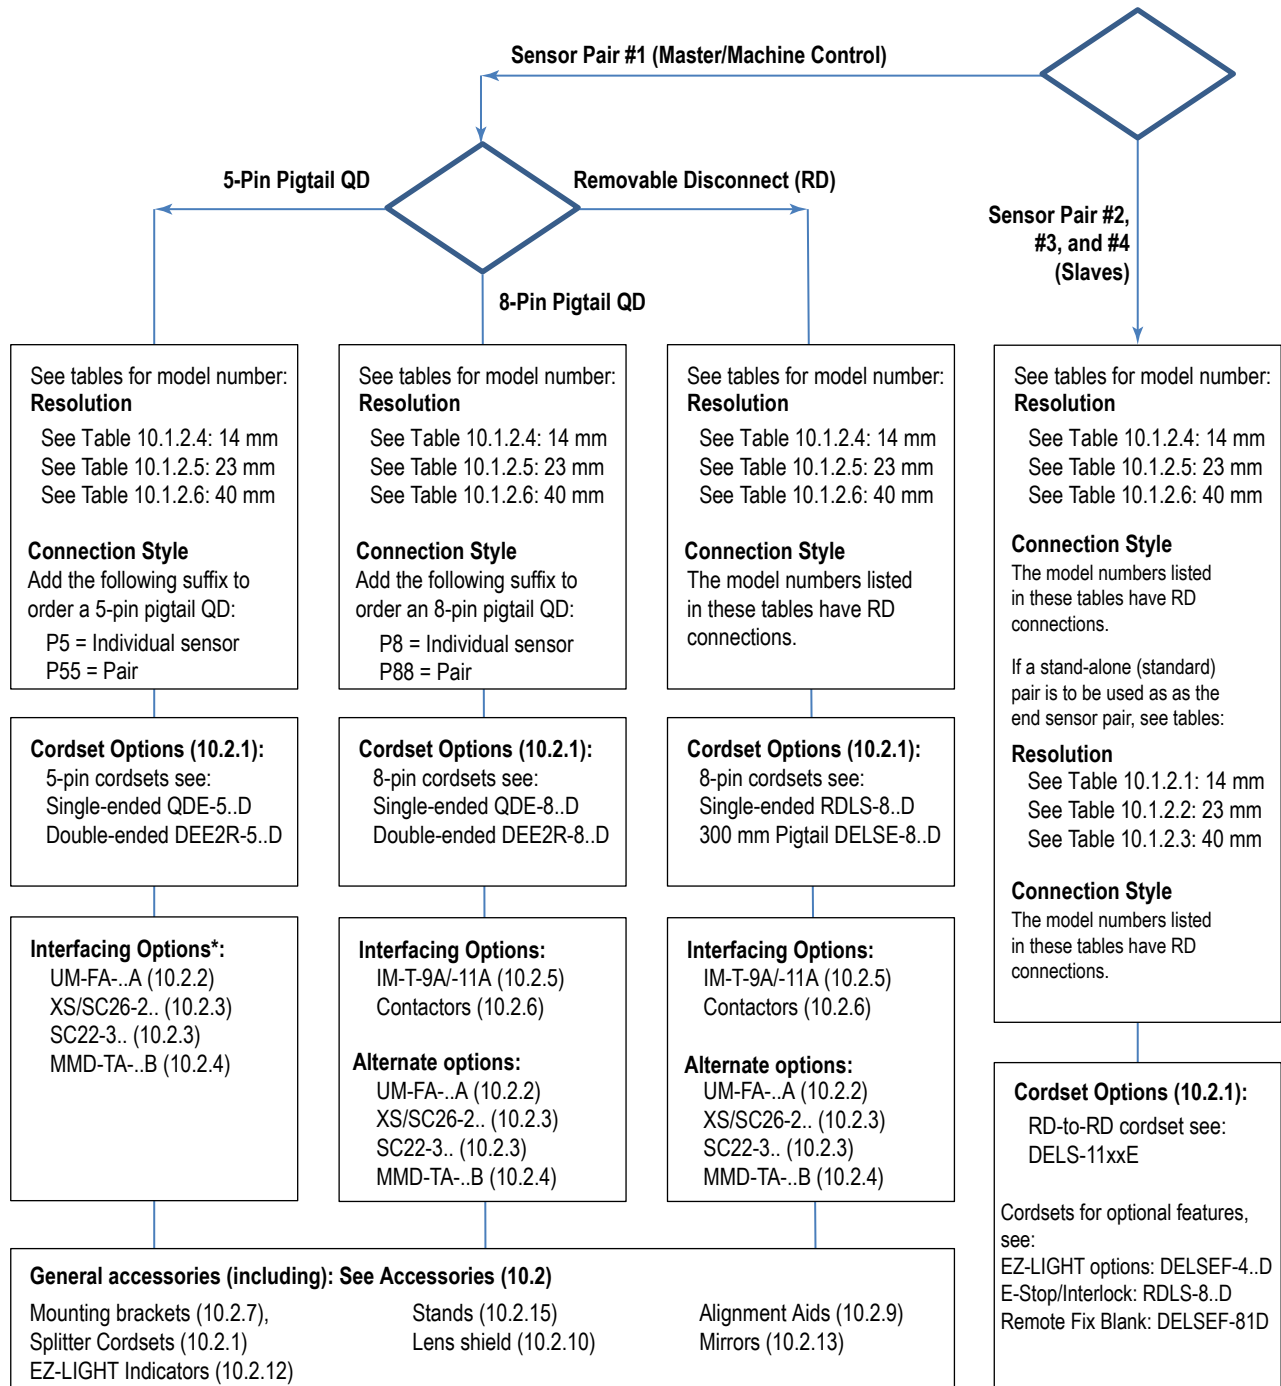 Sensor Pair #1 (Master/Machine Control)
5-Pin Pigtail QD
Removable Disconnect (RD)
8-Pin Pigtail QD
Sensor Pair #2,
#3, and #4
(Slaves)
See tables for model number:
Resolution
See Table 10.1.2.4: 14 mm
See Table 10.1.2.5: 23 mm
See Table 10.1.2.6: 40 mm
Connection Style
Add the following suffix to
order a 5-pin pigtail QD:
P5 = Individual sensor
P55 = Pair
See tables for model number:
Resolution
See Table 10.1.2.4: 14 mm
See Table 10.1.2.5: 23 mm
See Table 10.1.2.6: 40 mm
Connection Style
Add the following suffix to
order an 8-pin pigtail QD:
P8 = Individual sensor
P88 = Pair
See tables for model number:
Resolution
See Table 10.1.2.4: 14 mm
See Table 10.1.2.5: 23 mm
See Table 10.1.2.6: 40 mm
Connection Style
The model numbers listed
in these tables have RD
connections.
See tables for model number:
Resolution
See Table 10.1.2.4: 14 mm
See Table 10.1.2.5: 23 mm
See Table 10.1.2.6: 40 mm
Connection Style
The model numbers listed
in these tables have RD
connections.
If a stand-alone (standard)
pair is to be used as as the
end sensor pair, see tables:
Resolution
See Table 10.1.2.1: 14 mm
See Table 10.1.2.2: 23 mm
See Table 10.1.2.3: 40 mm
Connection Style
The model numbers listed
in these tables have RD
connections.
Cordset Options (10.2.1):
5-pin cordsets see:
Single-ended QDE-5..D
Double-ended DEE2R-5..D
Cordset Options (10.2.1):
8-pin cordsets see:
Single-ended QDE-8..D
Double-ended DEE2R-8..D
Cordset Options (10.2.1):
8-pin cordsets see:
Single-ended RDLS-8..D
300 mm Pigtail DELSE-8..D
Interfacing Options*:
UM-FA-..A (10.2.2)
XS/SC26-2.. (10.2.3)
SC22-3.. (10.2.3)
MMD-TA-..B (10.2.4)
Interfacing Options:
IM-T-9A/-11A (10.2.5)
Contactors (10.2.6)
Alternate options:
UM-FA-..A (10.2.2)
XS/SC26-2.. (10.2.3)
SC22-3.. (10.2.3)
MMD-TA-..B (10.2.4)
Interfacing Options:
IM-T-9A/-11A (10.2.5)
Contactors (10.2.6)
Alternate options:
UM-FA-..A (10.2.2)
XS/SC26-2.. (10.2.3)
SC22-3.. (10.2.3)
MMD-TA-..B (10.2.4)
Cordset Options (10.2.1):
RD-to-RD cordset see:
DELS-11xxE
Cordsets for optional features,
see:
EZ-LIGHT options: DELSEF-4..D
E-Stop/Interlock: RDLS-8..D
Remote Fix Blank: DELSEF-81D
General accessories (including): See Accessories (10.2)
Mounting brackets (10.2.7),
Splitter Cordsets (10.2.1)
EZ-LIGHT Indicators (10.2.12)
Stands (10.2.15)
Lens shield (10.2.10)
Alignment Aids (10.2.9)
Mirrors (10.2.13)